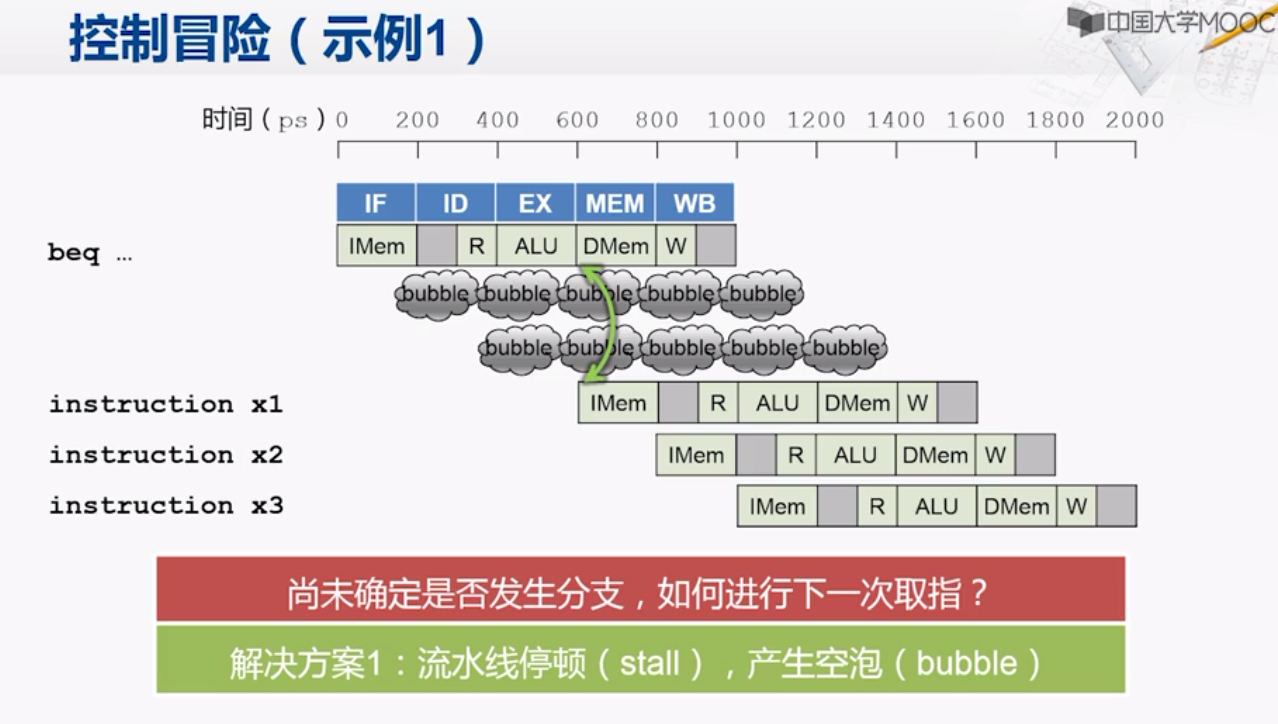 控制冒险（示例1）
中国大学MOOC
时间（ps） 0 200 400 600 800 1000 1200 1400 1600 1800 2000
IF ID EX MEM WB
beq … IMem R ALU DMem W
bubble bubble bubble bubble bubble
bubble bubble bubble bubble bubble
instruction x1 IMem R ALU DMem W
instruction x2 IMem R ALU DMem W
instruction x3 IMem R ALU DMem W
尚未确定是否发生分支，如何进行下一次取指？
解决方案1：流水线停顿（stall），产生空泡（bubble）